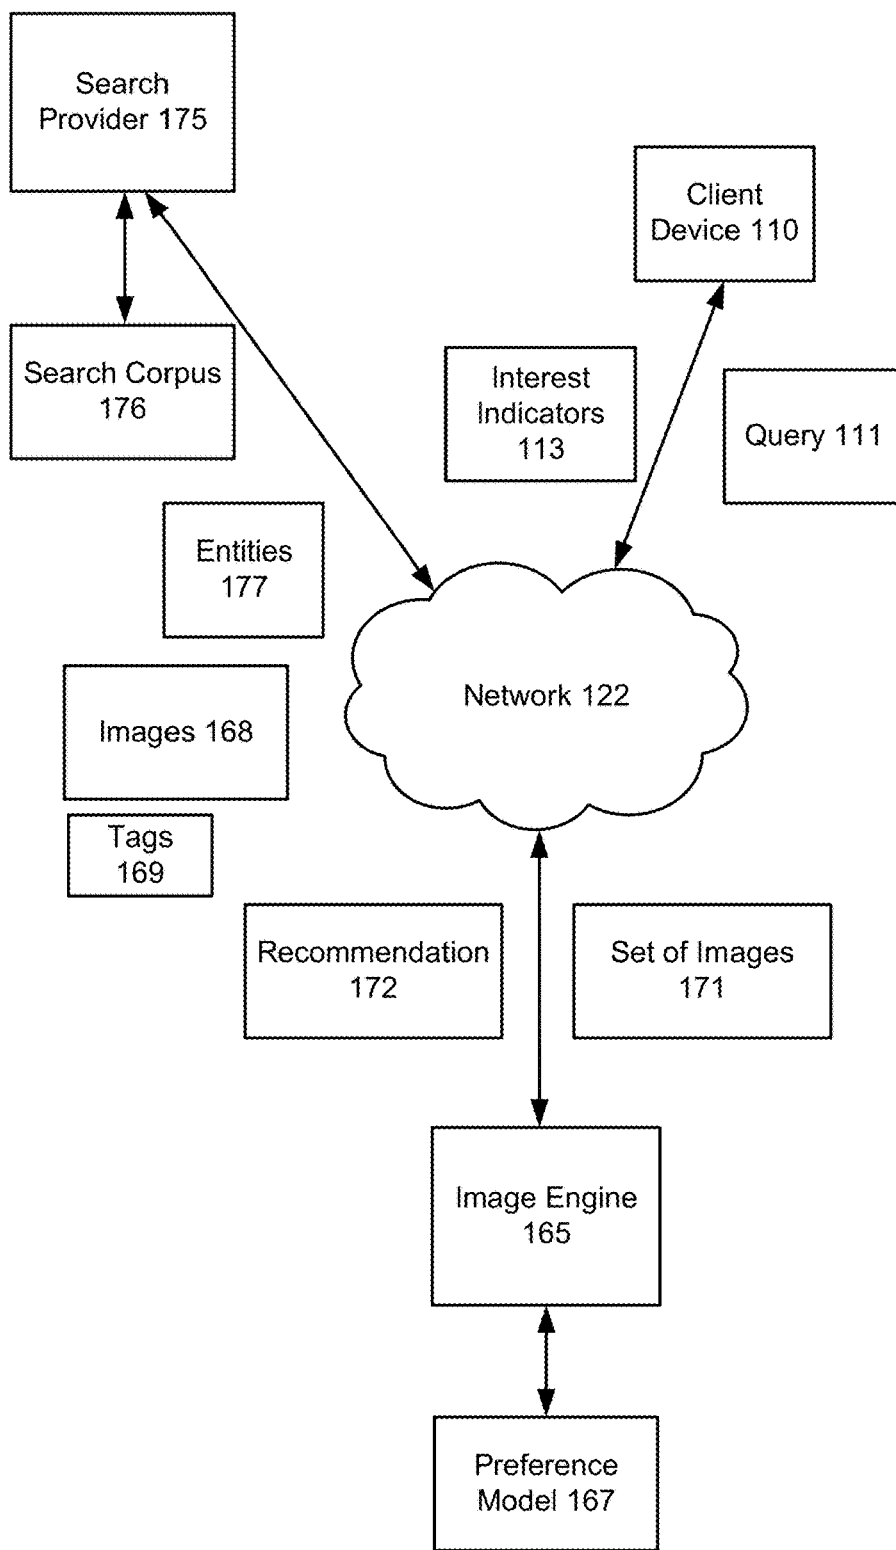 Search
Provider 175
Client
Device 110
Search Corpus
176
Interest
Indicators
113
Query 111
Entities
177
Network 122
Images 168
Tags
169
Recommendation
172
Set of Images
171
Image Engine
165
Preference
Model 167